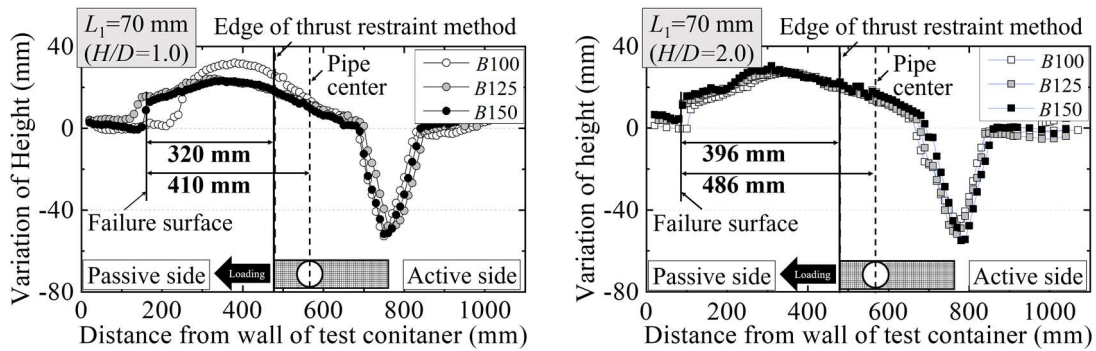 L1=70 mm
(H/D=1.0)
Edge of thrust restraint method
Pipe
center
B100
B125
B150
320 mm
410 mm
Failure surface
Passive side
Loading
Active side
Variation of Height (mm)
40
0
-40
-80
0 200 400 600 800 1000
Distance from wall of test conitaner (mm)
L1=70 mm
(H/D=2.0)
Edge of thrust restraint method
Pipe
center
B100
B125
B150
396 mm
486 mm
Failure surface
Passive side
Loading
Active side
Variation of height (mm)
40
0
-40
-80
0 200 400 600 800 1000
Distance from wall of test container (mm)